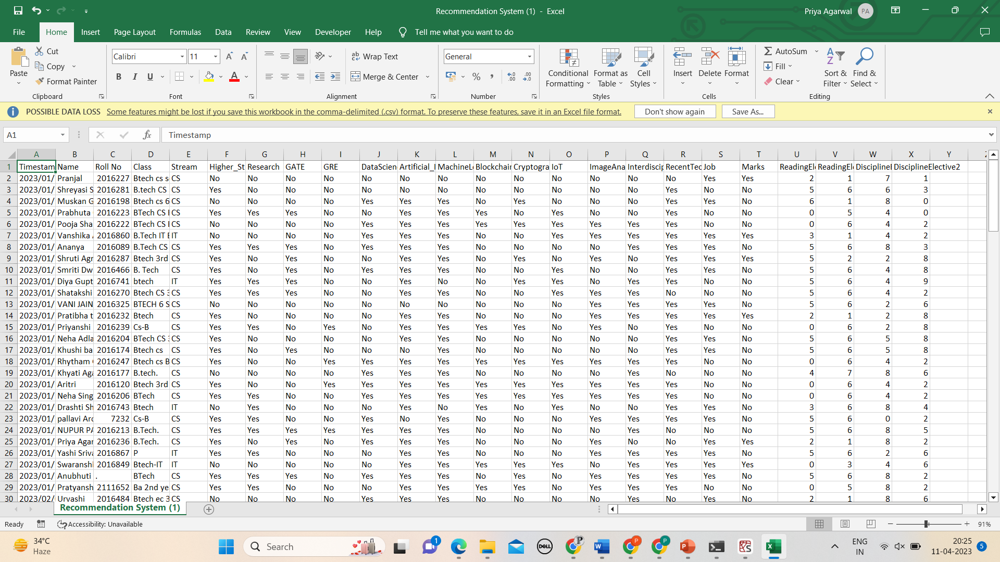 Recommendation System (1) - Excel
Priya Agarwal PA
File Home Insert Page Layout Formulas Data Review View Developer Help Tell me what you want to do
Paste
Cut
Copy
Format Painter
Clipboard
Calibri 11
B I U
Font
Wrap Text
Merge & Center
Alignment
General
Number
Conditional Formatting
Format as Table
Cell Styles
Styles
Insert Delete Format
Cells
AutoSum
Fill
Clear
Sort & Filter
Find & Select
Editing
POSSIBLE DATA LOSS Some features might be lost if you save this workbook in the comma-delimited (.csv) format. To preserve these features, save it in an Excel file format. Don't show again Save As...
A1 fx Timestamp
A B C D E F G H I J K L M N O P Q R S T U V W X Y
1 Timestam Name Roll No Class Stream Higher_St Research GATE GRE DataScien Artificial_I MachineLe Blockchain Cryptogra IoT ImageAna Interdiscip RecentTec Job Marks ReadingEle ReadingEle DisciplineE DisciplineElective2
2 2023/01/ Pranjal 2016227 Btech cs s CS No No No No No No No No No No No No No Yes Yes 2 1 7 1
3 2023/01/ Shreyasi S 2016281 B.tech CS CS Yes No No No No No No No No No No No Yes Yes No 5 6 6 3
4 2023/01/ Muskan G 2016198 Btech cs 6 CS No No No No Yes Yes Yes No Yes No No No Yes Yes No 6 1 8 0
5 2023/01/ Prabhuta 2016223 BTech CS I CS Yes Yes Yes No No Yes Yes Yes No Yes No No Yes No No 0 5 4 0
6 2023/01/ Pooja Sha 2016222 BTech CS I CS No No No No Yes Yes Yes Yes Yes Yes Yes Yes Yes No No 0 6 4 2
7 2023/01/ Vanshika 2016860 B.Tech IT E IT No No No No Yes Yes Yes No No Yes Yes Yes Yes Yes Yes 3 1 4 2
8 2023/01/ Ananya 2016089 B.Tech CS CS Yes Yes Yes No Yes Yes Yes No No No No Yes Yes Yes No 5 6 8 3
9 2023/01/ Shruti Agr 2016287 Btech 3rd CS Yes No Yes No No Yes Yes No Yes No Yes No Yes Yes Yes 5 2 2 8
10 2023/01/ Smriti Dw 2016466 B. Tech CS Yes No Yes No Yes Yes Yes No No Yes No No Yes Yes No 5 6 4 8
11 2023/01/ Diya Gupt 2016741 btech IT Yes Yes Yes No No Yes No No Yes Yes No Yes Yes No No 5 6 4 9
12 2023/01/ Shatakshi 2016270 Btech CS 3 CS Yes Yes Yes No No Yes Yes No No Yes Yes Yes No No No 5 6 4 2
13 2023/01/ VANI JAIN 2016325 BTECH 6 S CS No No No No No No No No No No Yes Yes Yes Yes No 5 6 2 6
14 2023/01/ Pratibha t 2016232 Btech CS Yes No No No No Yes Yes No No No Yes Yes Yes Yes Yes 2 1 2 8
15 2023/01/ Priyanshi 2016239 Cs-B CS Yes Yes No Yes No Yes Yes Yes Yes No Yes No Yes No No 0 6 2 8
16 2023/01/ Neha Adla 2016204 BTech CS 3 CS Yes No No No No Yes Yes No No No No No Yes Yes No 5 6 5 8
17 2023/01/ Khushi ba 2016174 Btech cs CS Yes No Yes No No No Yes No No No No No Yes Yes No 5 6 5 8
18 2023/01/ Rhytham 2016247 Btech cs B CS Yes No No Yes Yes Yes Yes Yes Yes Yes Yes Yes Yes No No 0 6 4 2
19 2023/01/ Khyati Aga 2016177 B.tech. CS No No No No Yes Yes Yes No No No No Yes No No No 4 7 8 6
20 2023/01/ Aritri 2016120 Btech 3rd CS Yes No No Yes Yes Yes Yes Yes Yes Yes Yes Yes Yes No No 0 6 4 2
21 2023/01/ Neha Sing 2016206 BTech CS Yes Yes No No No Yes Yes Yes No Yes Yes Yes Yes No No 0 6 4 2
22 2023/01/ Drashti Sh 2016743 Btech IT No Yes No No No Yes No Yes No Yes No No Yes Yes No 3 6 8 4
23 2023/01/ pallavi Aro 7232 Cs-B CS Yes Yes No No Yes No Yes No No No Yes Yes Yes Yes No 5 6 0 2
24 2023/01/ NUPUR PA 2016213 B.Tech. CS Yes Yes Yes Yes Yes Yes Yes No No No No Yes No No No 5 6 8 5
25 2023/01/ Priya Agar 2016236 B.Tech. CS Yes No Yes No Yes Yes Yes No No No Yes No No Yes Yes 2 1 8 2
26 2023/01/ Yashi Sriva 2016867 P IT Yes Yes No No No Yes Yes No No No No Yes Yes Yes No 5 6 2 6
27 2023/01/ Swaranshi 2016849 Btech-IT IT No No No No No Yes Yes Yes Yes Yes No Yes Yes Yes Yes 0 3 4 6
28 2023/01/ Anubhuti . BTech CS Yes Yes Yes No Yes Yes Yes No Yes No Yes Yes Yes Yes No 5 6 8 2
29 2023/01/ Pratyansh 2111652 Ba 2nd ye CS Yes Yes No No No Yes Yes Yes Yes No Yes Yes Yes No No 0 5 8 2
30 2023/02/ Urvashi 2016484 Btech ec 3 CS No No No No Yes Yes Yes No No No No Yes No Yes No 2 1 8 6
Recommendation System (1)
Ready Accessibility: Unavailable 91%
34°C
Haze
Search
1
DELL
ENG
IN
20:25
11-04-2023
5